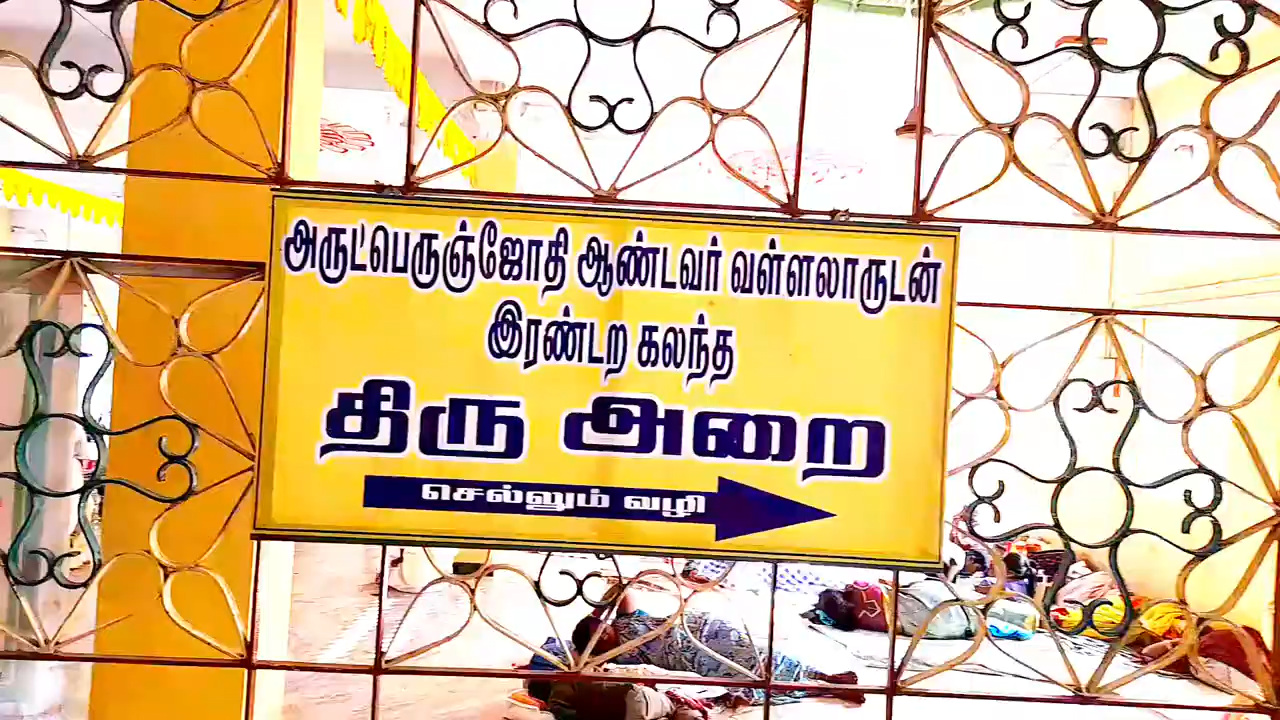 அருட்பெருஞ்ஜோதி ஆண்டவர் வள்ளலாருடன்
இரண்டற கலந்த
திரு அறை
செல்லும் வழி